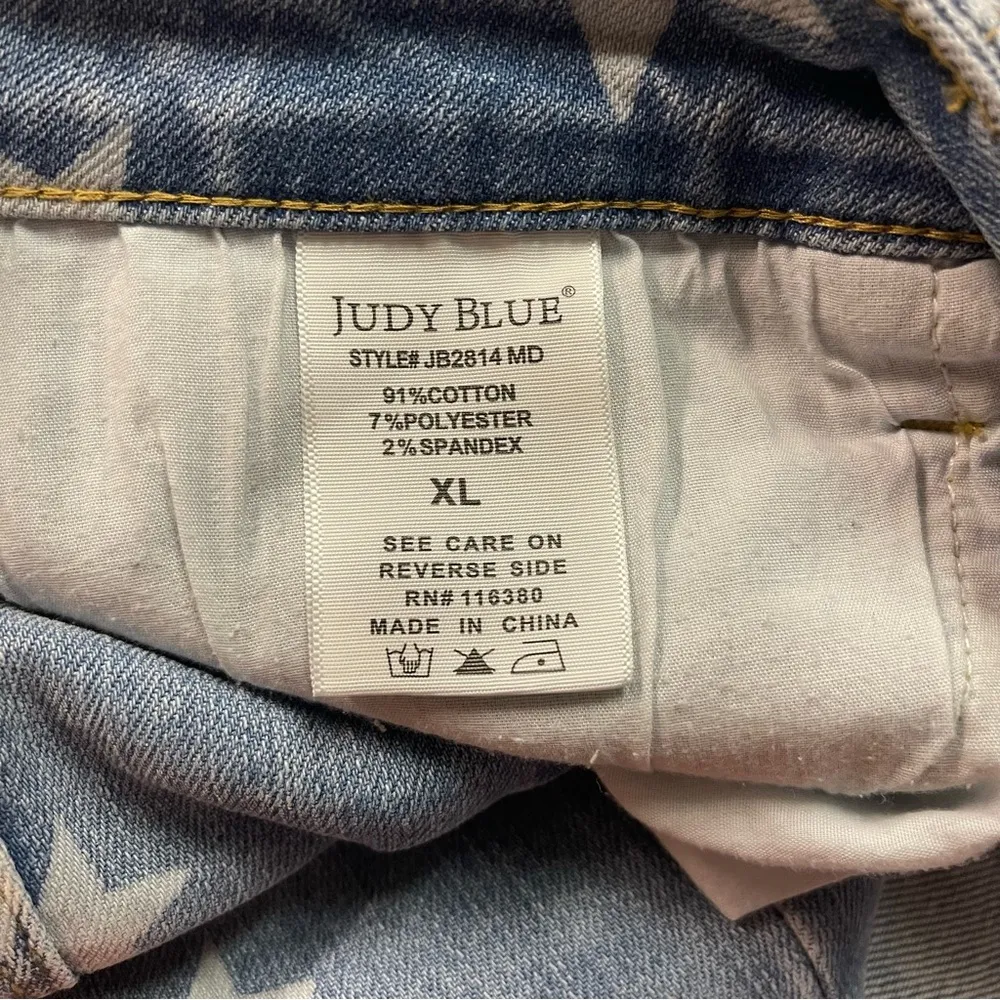 JUDY BLUE®
STYLE# JB2814 MD
91%COTTON
7%POLYESTER
2%SPANDEX
XL
SEE CARE ON
REVERSE SIDE
RN# 116380
MADE IN CHINA